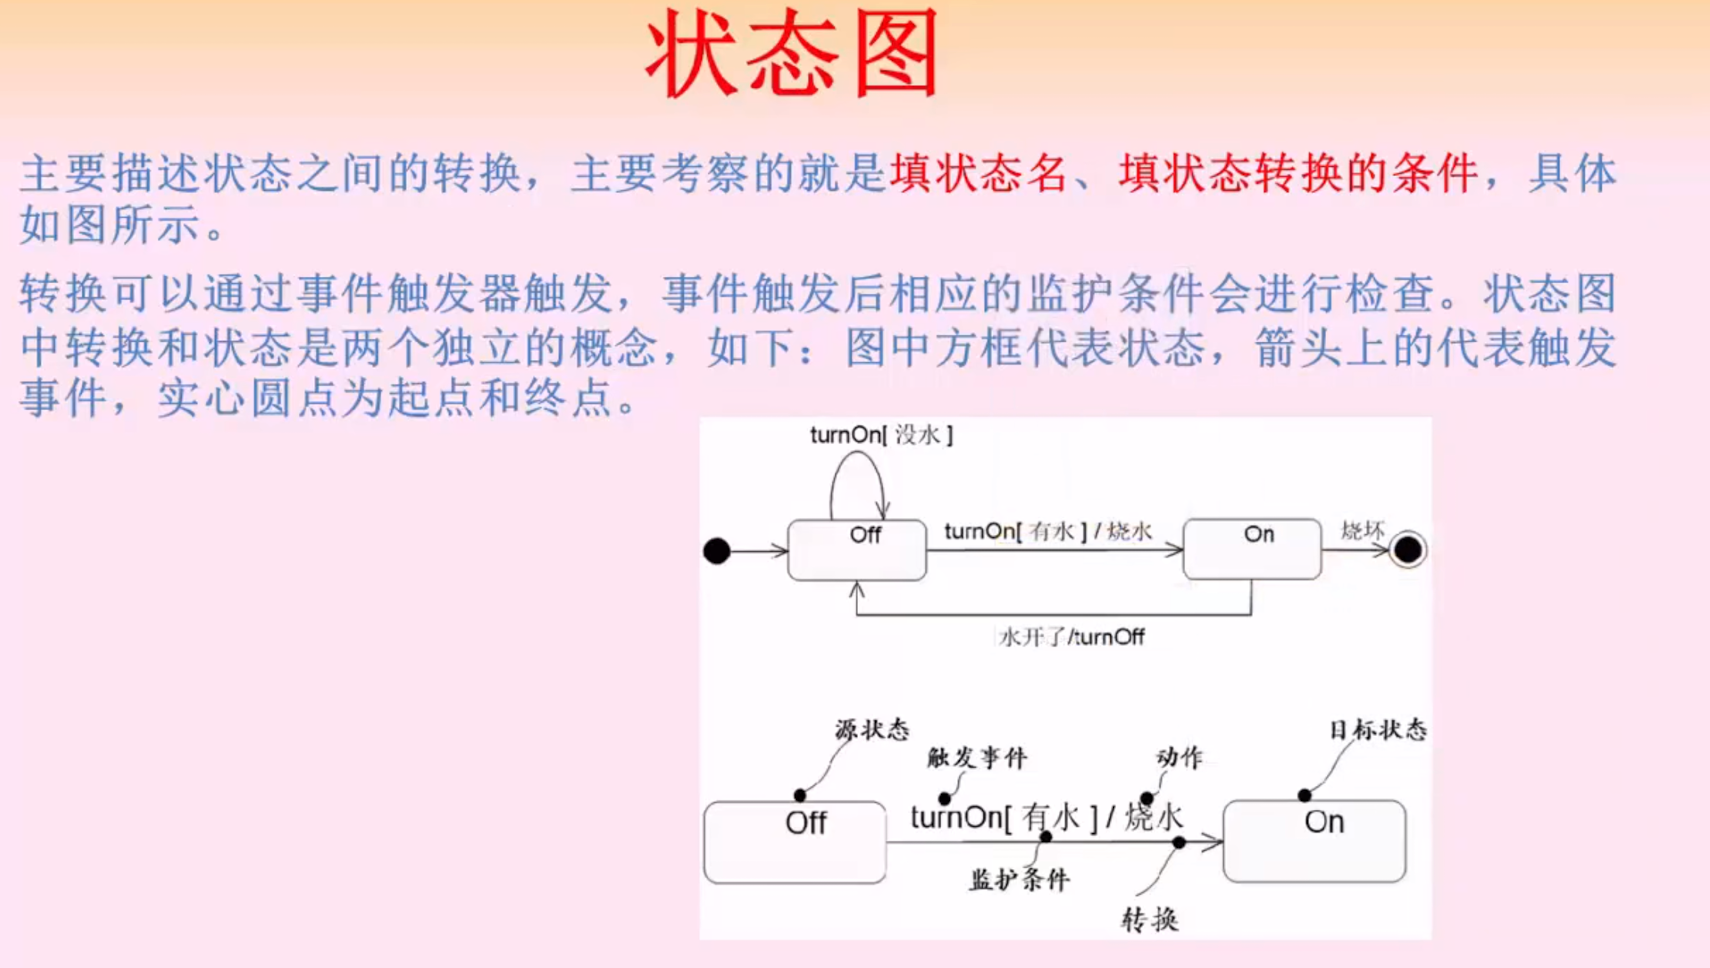 状态图
主要描述状态之间的转换，主要考察的就是填状态名、填状态转换的条件，具体
如图所示。
转换可以通过事件触发器触发，事件触发后相应的监护条件会进行检查。状态图
中转换和状态是两个独立的概念，如下：图中方框代表状态，箭头上的代表触发
事件，实心圆点为起点和终点。
turnOn[ 没水 ]
Off
turnOn[ 有水 ] / 烧水
On
烧坏
水开了/turnOff
源状态
触发事件
动作
目标状态
Off
turnOn[ 有水 ] / 烧水
On
监护条件
转换